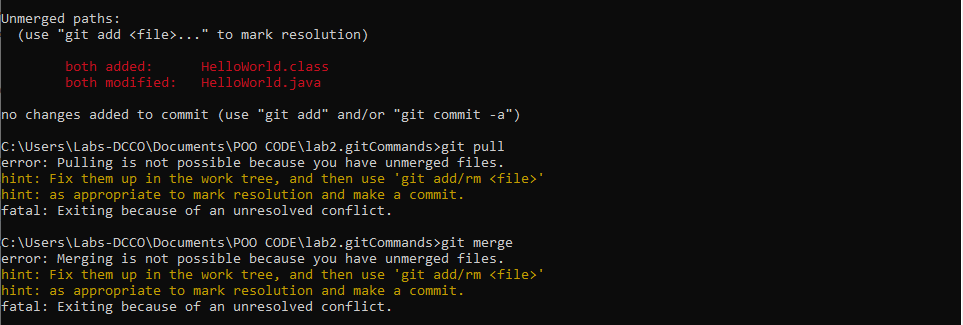 Unmerged paths:
  (use "git add <file>..." to mark resolution)
        both added:      HelloWorld.class
        both modified:   HelloWorld.java
no changes added to commit (use "git add" and/or "git commit -a")
C:\Users\Labs-DCCO\Documents\POO CODE\lab2.gitCommands>git pull
error: Pulling is not possible because you have unmerged files.
hint: Fix them up in the work tree, and then use 'git add/rm <file>'
hint: as appropriate to mark resolution and make a commit.
fatal: Exiting because of an unresolved conflict.
C:\Users\Labs-DCCO\Documents\POO CODE\lab2.gitCommands>git merge
error: Merging is not possible because you have unmerged files.
hint: Fix them up in the work tree, and then use 'git add/rm <file>'
hint: as appropriate to mark resolution and make a commit.
fatal: Exiting because of an unresolved conflict.